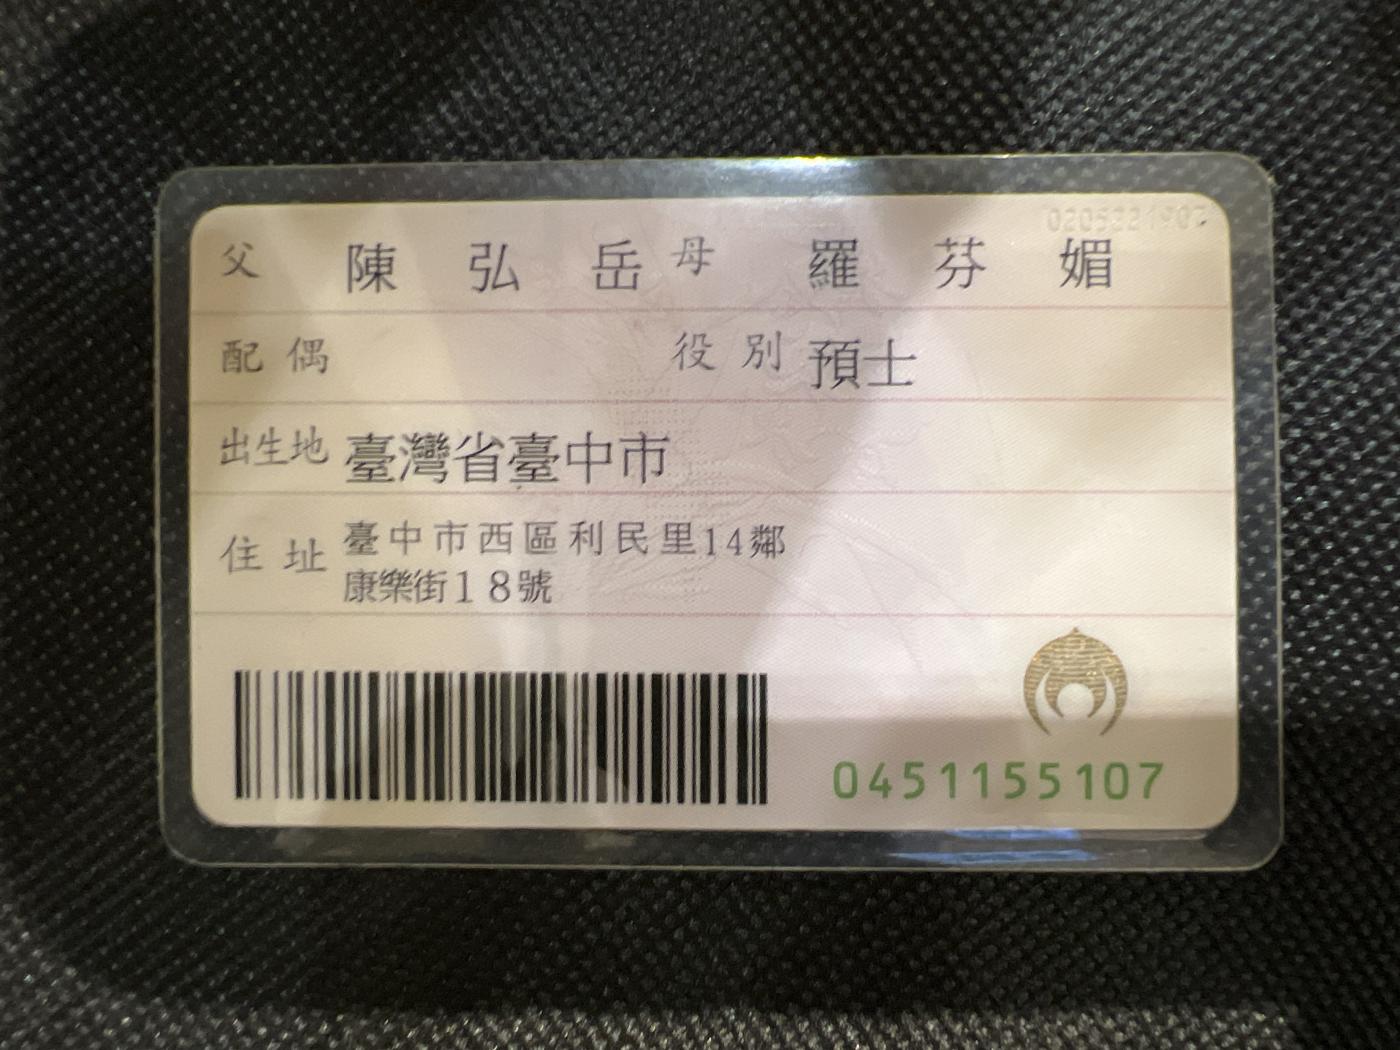 父 陳弘岳 母 羅芬媚
配偶 役別 預士
出生地 臺灣省臺中市
住址 臺中市西區利民里14鄰
康樂街18號
0451155107